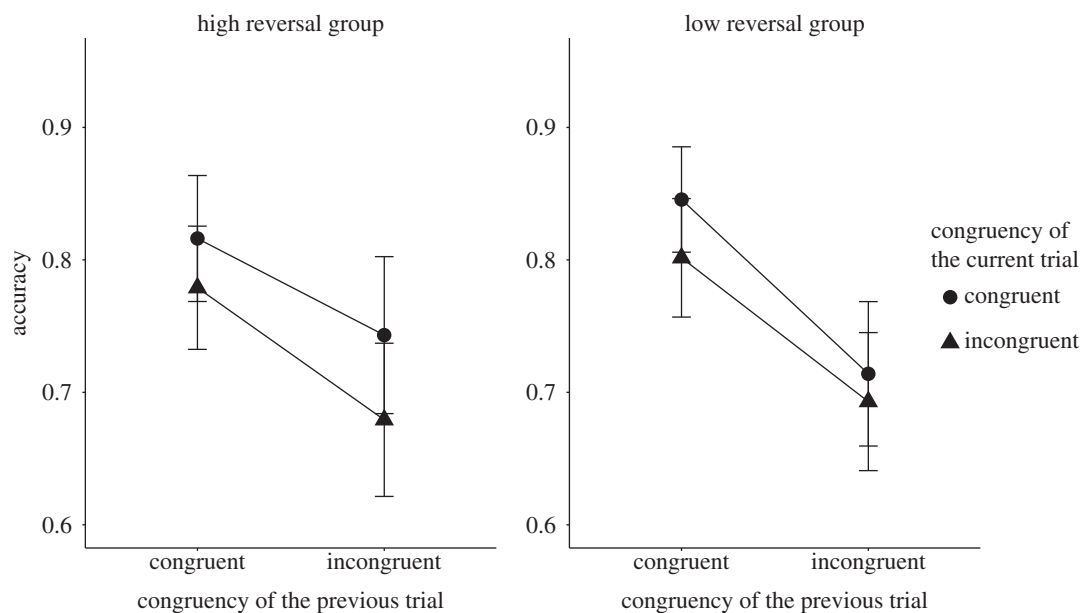 high reversal group
low reversal group
accuracy
0.9
0.8
0.7
0.6
congruent
incongruent
congruency of the previous trial
0.9
0.8
0.7
0.6
congruent
incongruent
congruency of the previous trial
congruency of
the current trial
congruent
incongruent